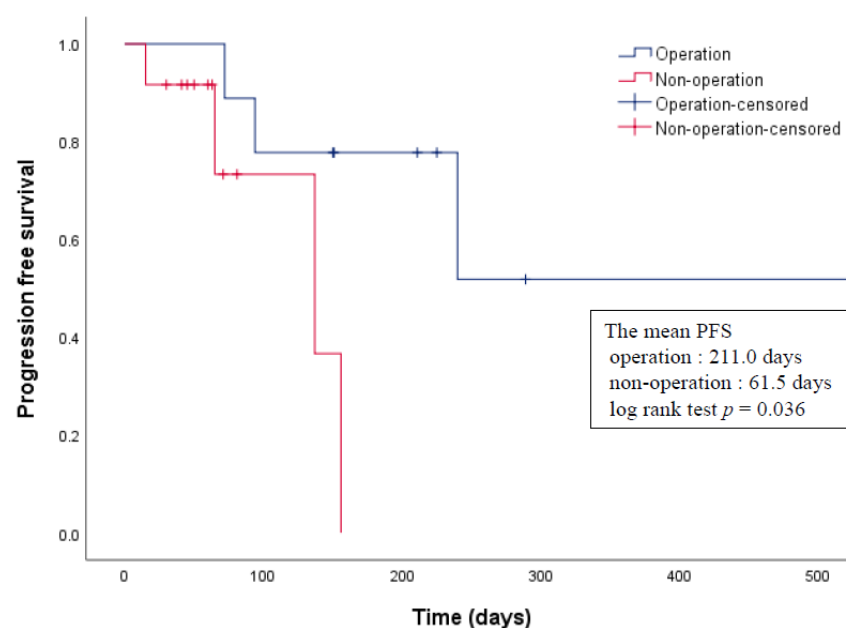 Operation
Non-operation
Operation-censored
Non-operation-censored
Progression free survival
1.0
0.8
0.6
0.4
0.2
0.0
The mean PFS
operation : 211.0 days
non-operation : 61.5 days
log rank test p = 0.036
0 100 200 300 400 500
Time (days)